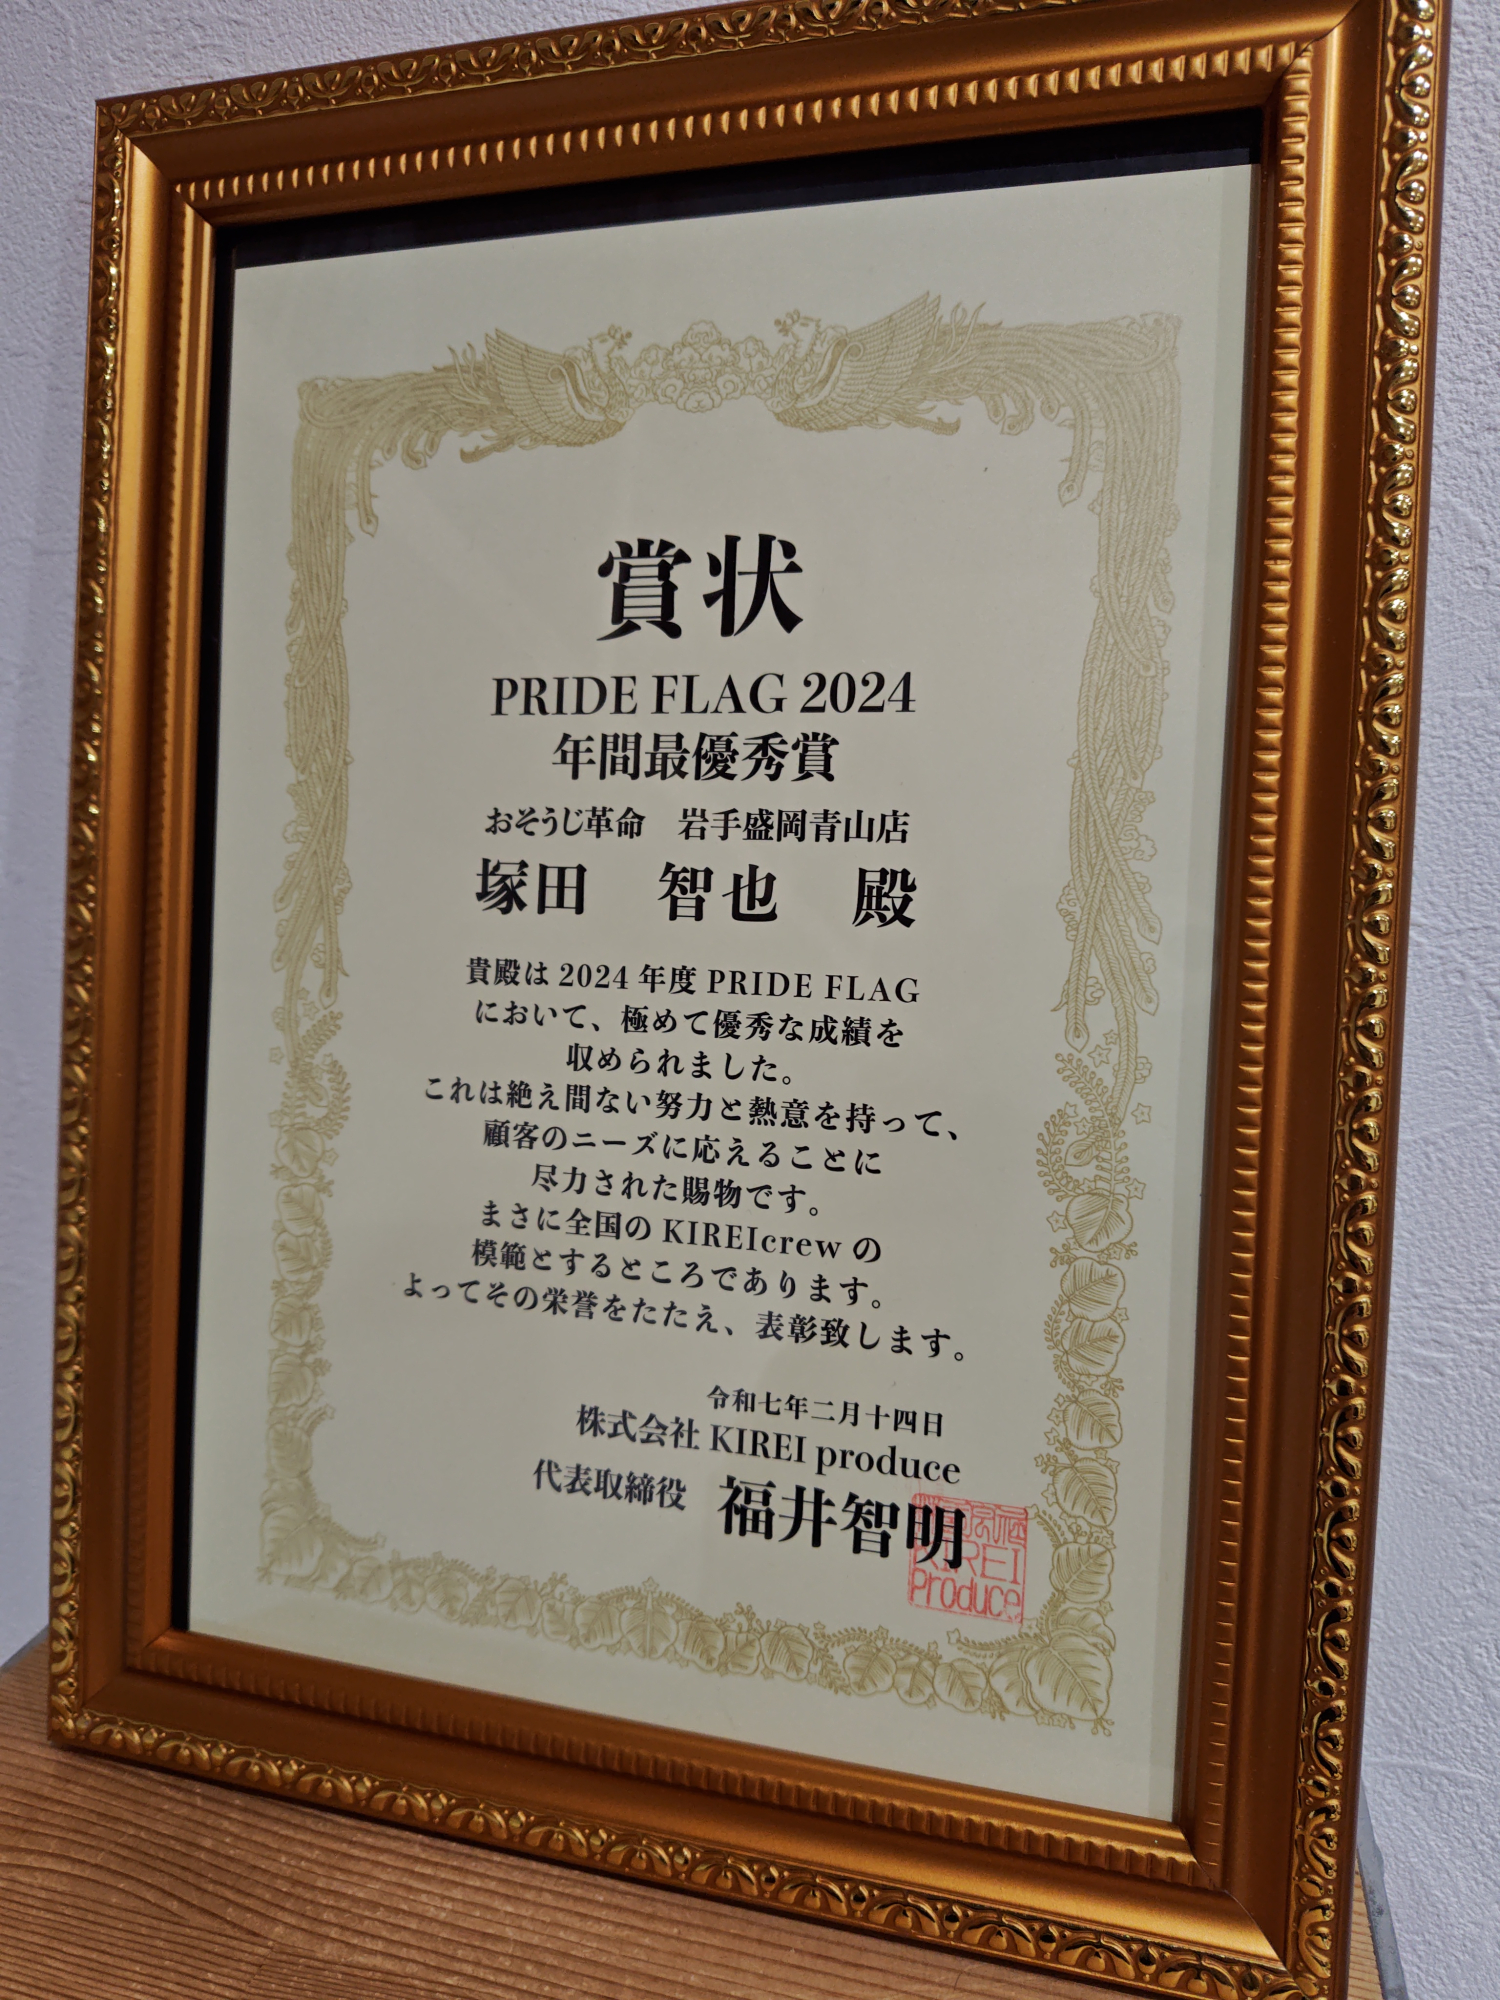 賞状
PRIDE FLAG 2024
年間最優秀賞
おそうじ革命　岩手盛岡青山店
塚田　智也　殿
貴殿は 2024 年度 PRIDE FLAG
において、極めて優秀な成績を
収められました。
これは絶え間ない努力と熱意を持って、
顧客のニーズに応えることに
尽力された賜物です。
まさに全国の KIREIcrew の
模範とするところであります。
よってその栄誉をたたえ、表彰致します。
令和七年二月十四日
株式会社 KIREI produce
代表取締役　福井智明
KIREI
Produce